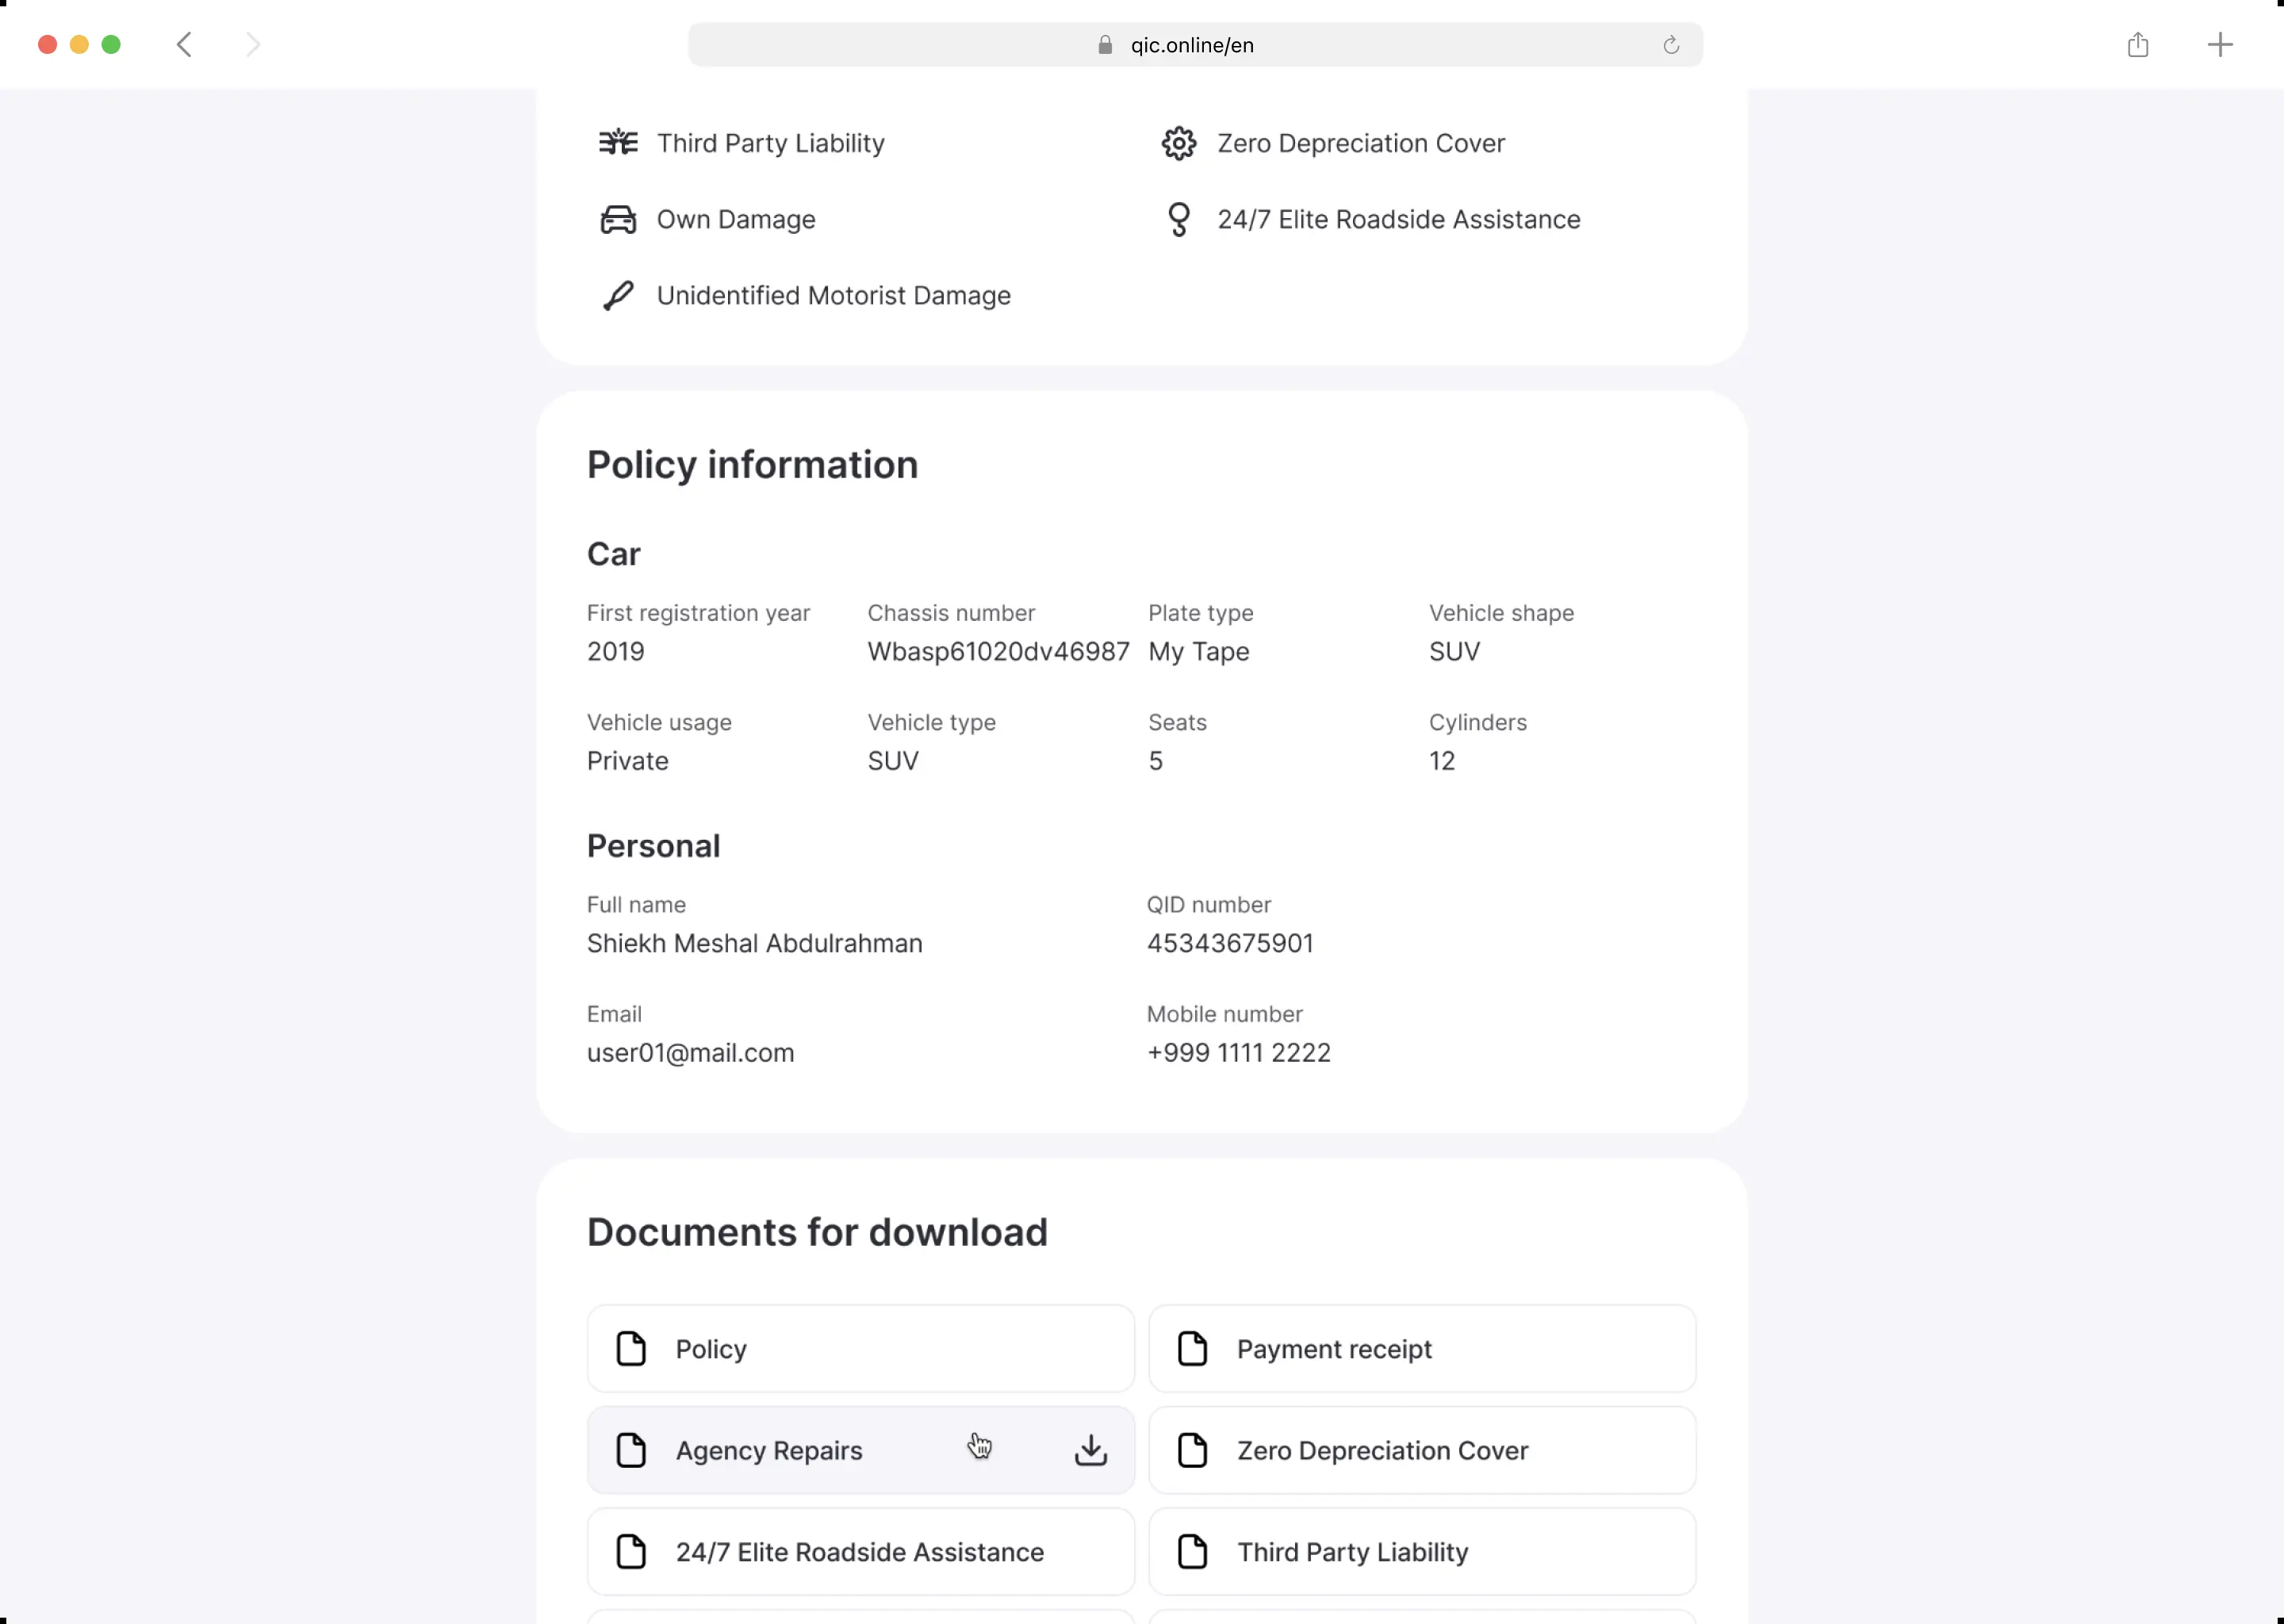 qic.online/en
Third Party Liability
Zero Depreciation Cover
Own Damage
24/7 Elite Roadside Assistance
Unidentified Motorist Damage
Policy information
Car
First registration year
Chassis number
Plate type
Vehicle shape
2019
Wbasp61020dv46987
My Tape
SUV
Vehicle usage
Vehicle type
Seats
Cylinders
Private
SUV
5
12
Personal
Full name
QID number
Shiekh Meshal Abdulrahman
45343675901
Email
Mobile number
user01@mail.com
+999 1111 2222
Documents for download
Policy
Payment receipt
Agency Repairs
Zero Depreciation Cover
24/7 Elite Roadside Assistance
Third Party Liability